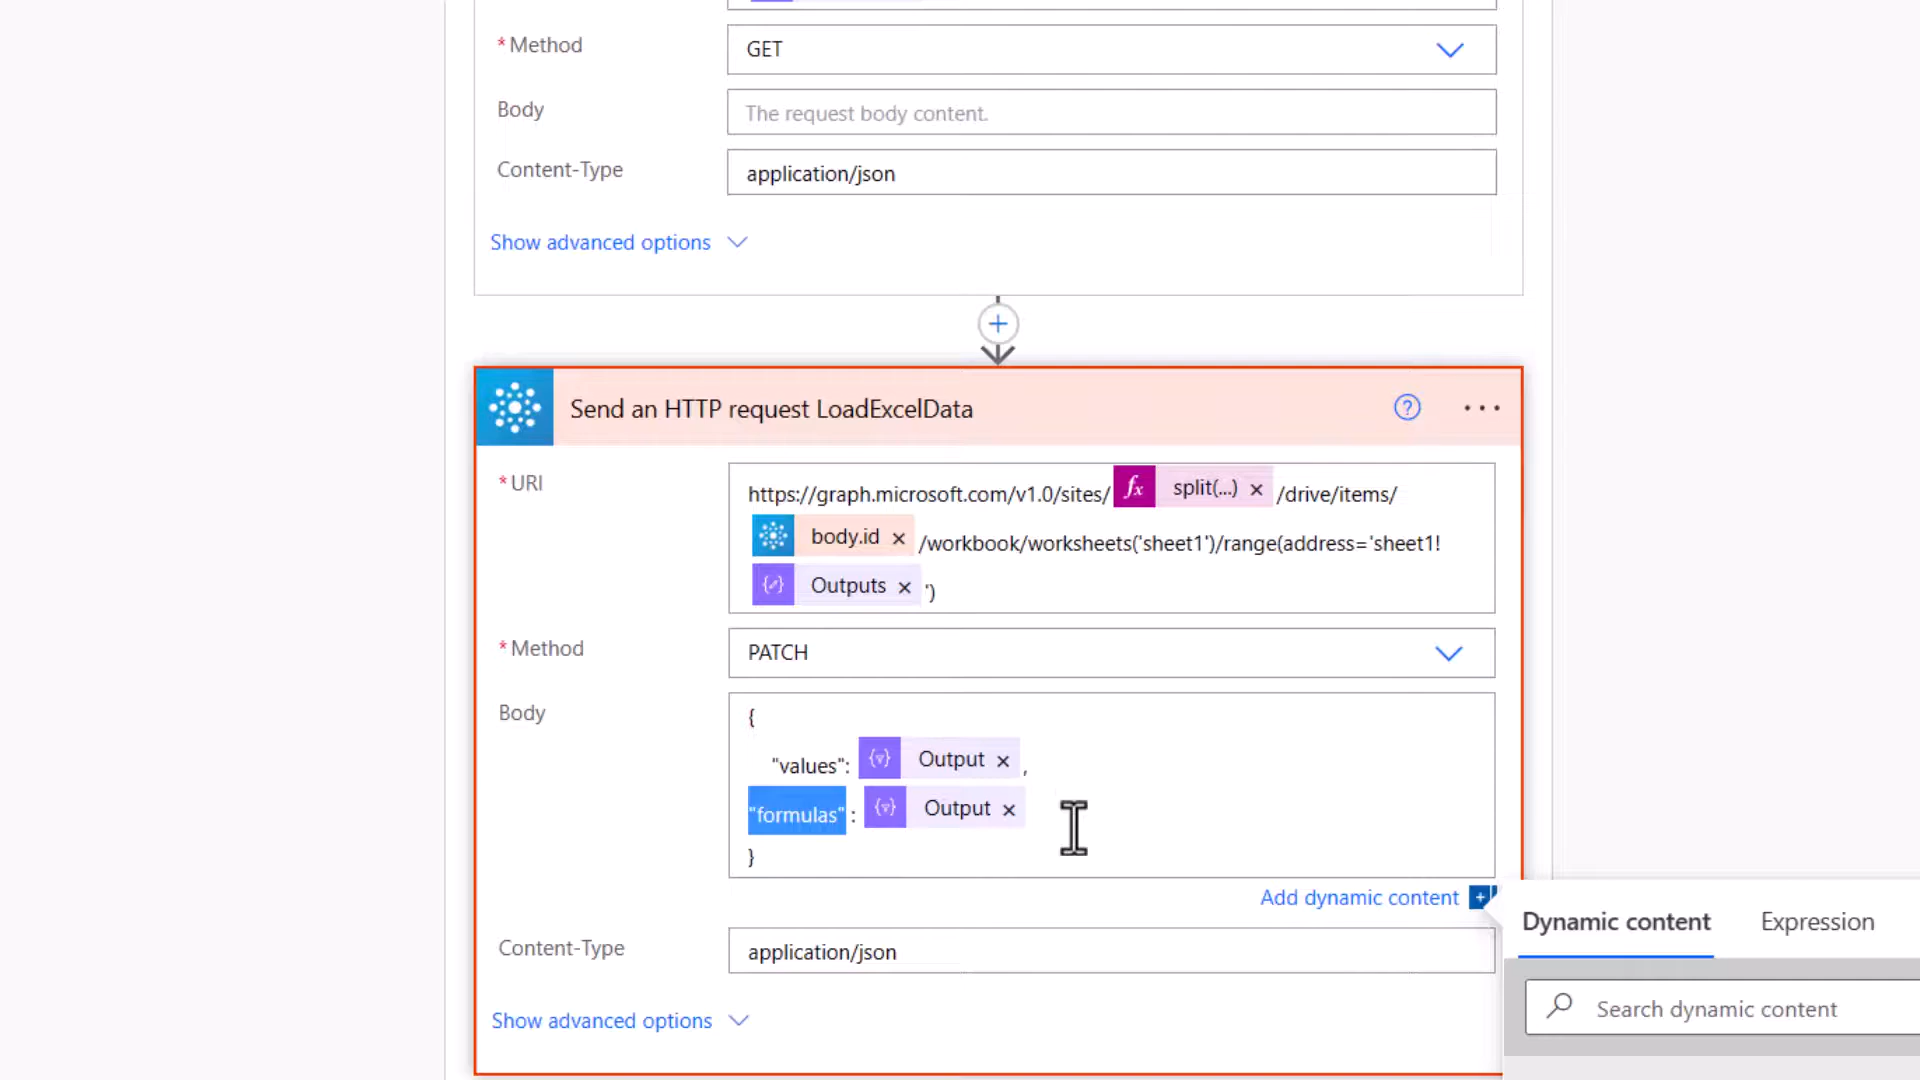 * Method
GET
Body
The request body content.
Content-Type
application/json
Show advanced options
Send an HTTP request LoadExcelData
* URI
https://graph.microsoft.com/v1.0/sites/ fx split(...) × /drive/items/
body.id × /workbook/worksheets('sheet1')/range(address='sheet1!
Outputs × ')
* Method
PATCH
Body
{
"values": Output × ,
"formulas" : Output ×
}
Add dynamic content +
Content-Type
application/json
Show advanced options
Dynamic content
Expression
Search dynamic content